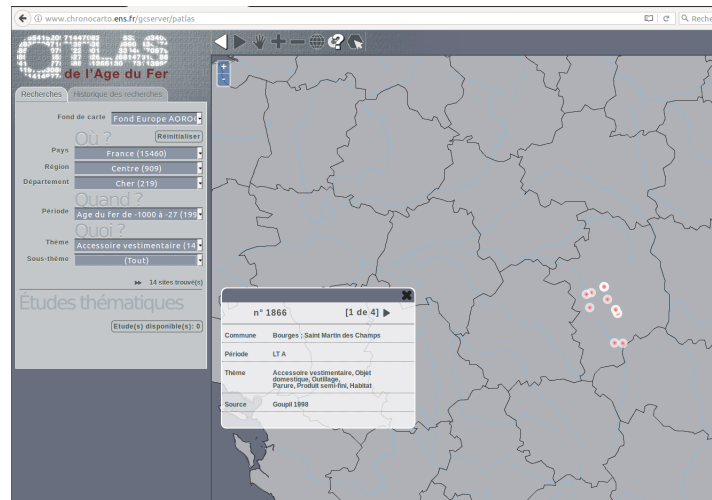 www.chronocarto.ens.fr/gcserver/patlas
Reche
ATLAS
de l'Age du Fer
Recherches
Historique des recherches
Fond de carte
Fond Europe AORO
Où ?
Réinitialiser
Pays
France (15460)
Région
Centre (909)
Département
Cher (219)
Quand ?
Période
Age du fer de -1000 à -27 (199
Quoi ?
Thème
Accessoire vestimentaire (14
Sous-thème
(Tout)
14 sites trouvé(s)
Études thématiques
Etude(s) disponible(s): 0
n° 1866
[1 de 4]
Commune
Bourges ; Saint Martin des Champs
Période
LT A
Thème
Accessoire vestimentaire, Objet
domestique, Outillage,
Parure, Produit semi-fini, Habitat
Source
Goupil 1998